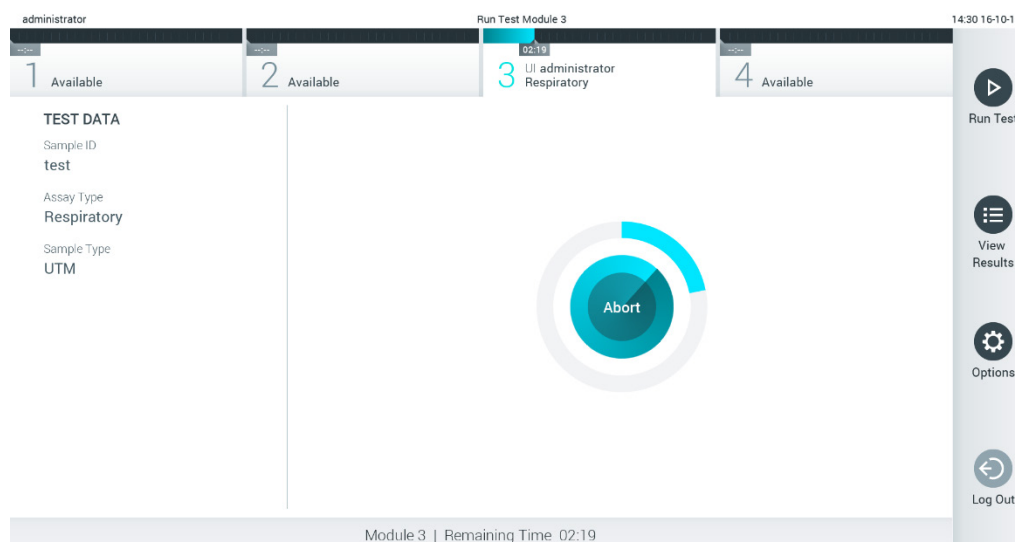 administrator
Run Test Module 3
14:30 16-10-1
--:--
--:--
02:19
--:--
1 Available
2 Available
3 UI administrator
Respiratory
4 Available
TEST DATA
Sample ID
test
Assay Type
Respiratory
Sample Type
UTM
Abort
Run Test
View
Results
Options
Log Out
Module 3 | Remaining Time 02:19